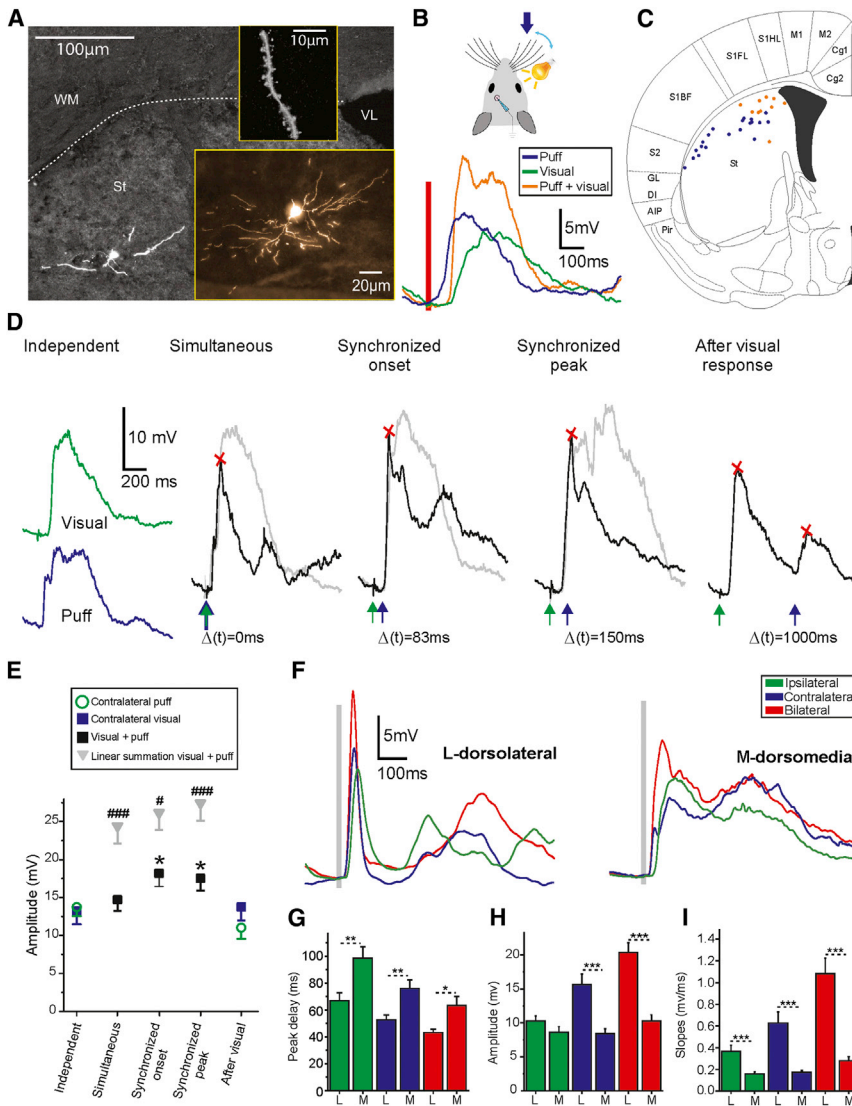 A
100µm
10µm
WM
VL
St
20µm
B
Puff
Visual
Puff + visual
5mV
100ms
C
S1HL
M1
M2
S1FL
Cg1
Cg2
S1BF
S2
St
GL
DI
AIP
Pir
D
Independent
Simultaneous
Synchronized
onset
Synchronized
peak
After visual
response
10 mV
200 ms
Visual
Puff
Δ(t)=0ms
Δ(t)=83ms
Δ(t)=150ms
Δ(t)=1000ms
E
Contralateral puff
Contralateral visual
Visual + puff
Linear summation visual + puff
###
#
###
*
*
Amplitude (mV)
25
20
15
10
5
0
Independent
Simultaneous
Synchronized
onset
Synchronized
peak
After visual
F
5mV
100ms
L-dorsolateral
Ipsilateral
Contralatera
Bilateral
M-dorsomedia
G
Peak delay (ms)
100
80
60
40
20
0
**
**
*
L M L M L M
H
Amplitude (mv)
20
15
10
5
0
***
***
L M L M L M
I
Slopes (mv/ms)
1.4
1.2
1.0
0.8
0.6
0.4
0.2
0.0
***
***
***
L M L M L M